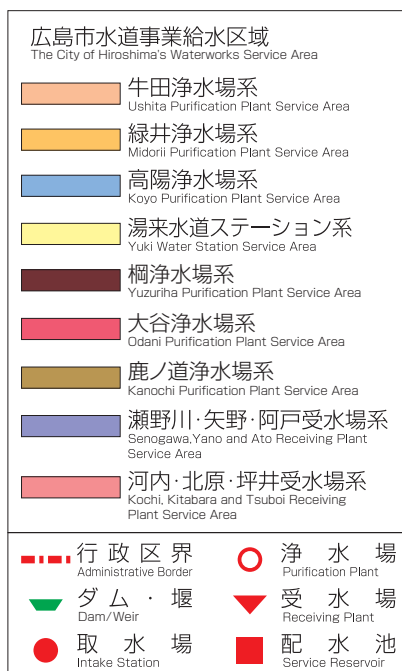 広島市水道事業給水区域
The City of Hiroshima's Waterworks Service Area
牛田浄水場系
Ushita Purification Plant Service Area
緑井浄水場系
Midorii Purification Plant Service Area
高陽浄水場系
Koyo Purification Plant Service Area
湯来水道ステーション系
Yuki Water Station Service Area
棡浄水場系
Yuzuriha Purification Plant Service Area
大谷浄水場系
Odani Purification Plant Service Area
鹿ノ道浄水場系
Kanochi Purification Plant Service Area
瀬野川・矢野・阿戸受水場系
Senogawa,Yano and Ato Receiving Plant
Service Area
河内・北原・坪井受水場系
Kochi, Kitabara and Tsuboi Receiving
Plant Service Area
行政区界
Administrative Border
浄水場
Purification Plant
ダム・堰
Dam/Weir
受水場
Receiving Plant
取水場
Intake Station
配水池
Service Reservoir